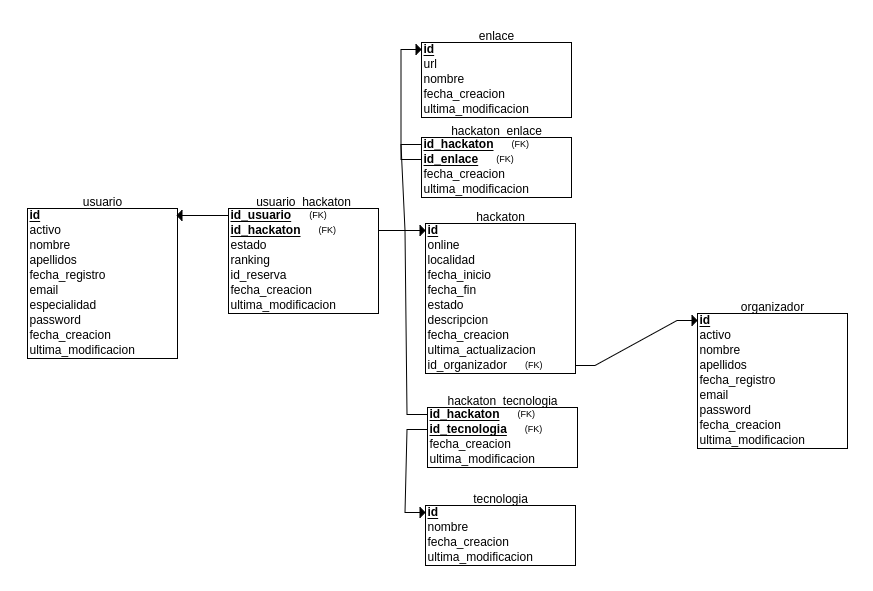 enlace
id
url
nombre
fecha_creacion
ultima_modificacion
hackaton_enlace
id_hackaton (FK)
id_enlace (FK)
fecha_creacion
ultima_modificacion
usuario
id
activo
nombre
apellidos
fecha_registro
email
especialidad
password
fecha_creacion
ultima_modificacion
usuario_hackaton
id_usuario (FK)
id_hackaton (FK)
estado
ranking
id_reserva
fecha_creacion
ultima_modificacion
hackaton
id
online
localidad
fecha_inicio
fecha_fin
estado
descripcion
fecha_creacion
ultima_actualizacion
id_organizador (FK)
organizador
id
activo
nombre
apellidos
fecha_registro
email
password
fecha_creacion
ultima_modificacion
hackaton_tecnologia
id_hackaton (FK)
id_tecnologia (FK)
fecha_creacion
ultima_modificacion
tecnologia
id
nombre
fecha_creacion
ultima_modificacion